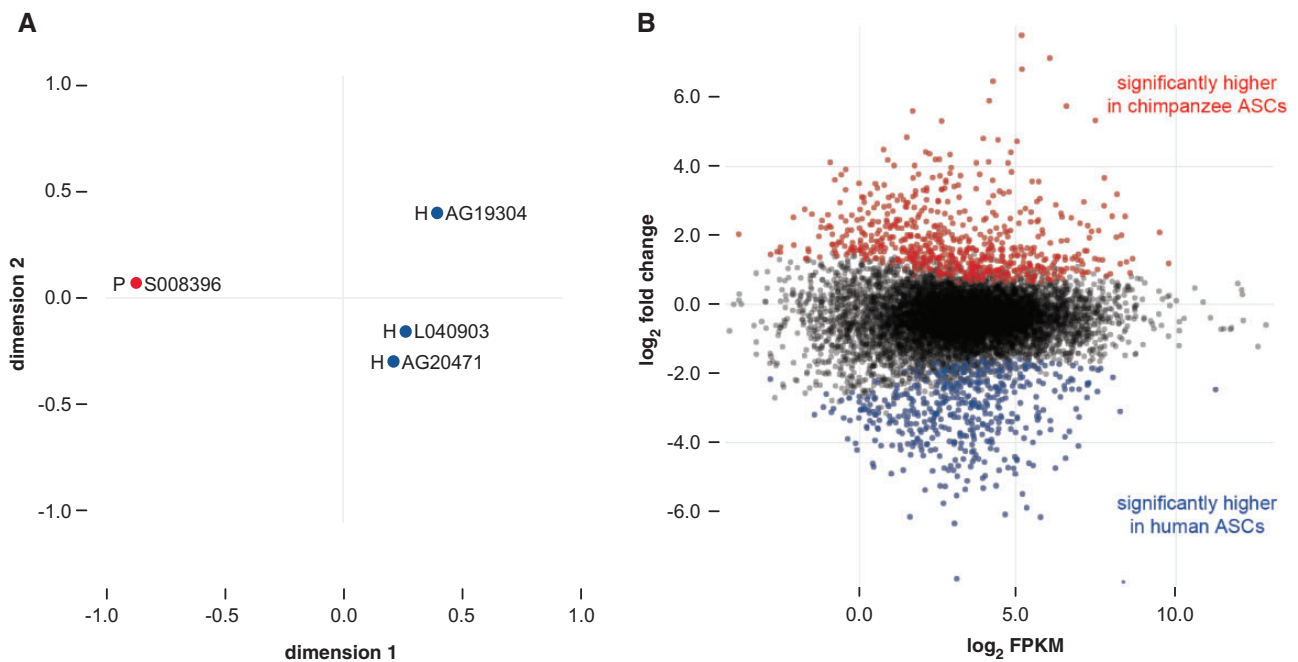 A
1.0
0.5
0.0
-0.5
-1.0
dimension 2
H AG19304
P S008396
H L040903
H AG20471
-1.0 -0.5 0.0 0.5 1.0
dimension 1
B
6.0
4.0
2.0
0.0
-2.0
-4.0
-6.0
log2 fold change
significantly higher
in chimpanzee ASCs
significantly higher
in human ASCs
0.0 5.0 10.0
log2 FPKM